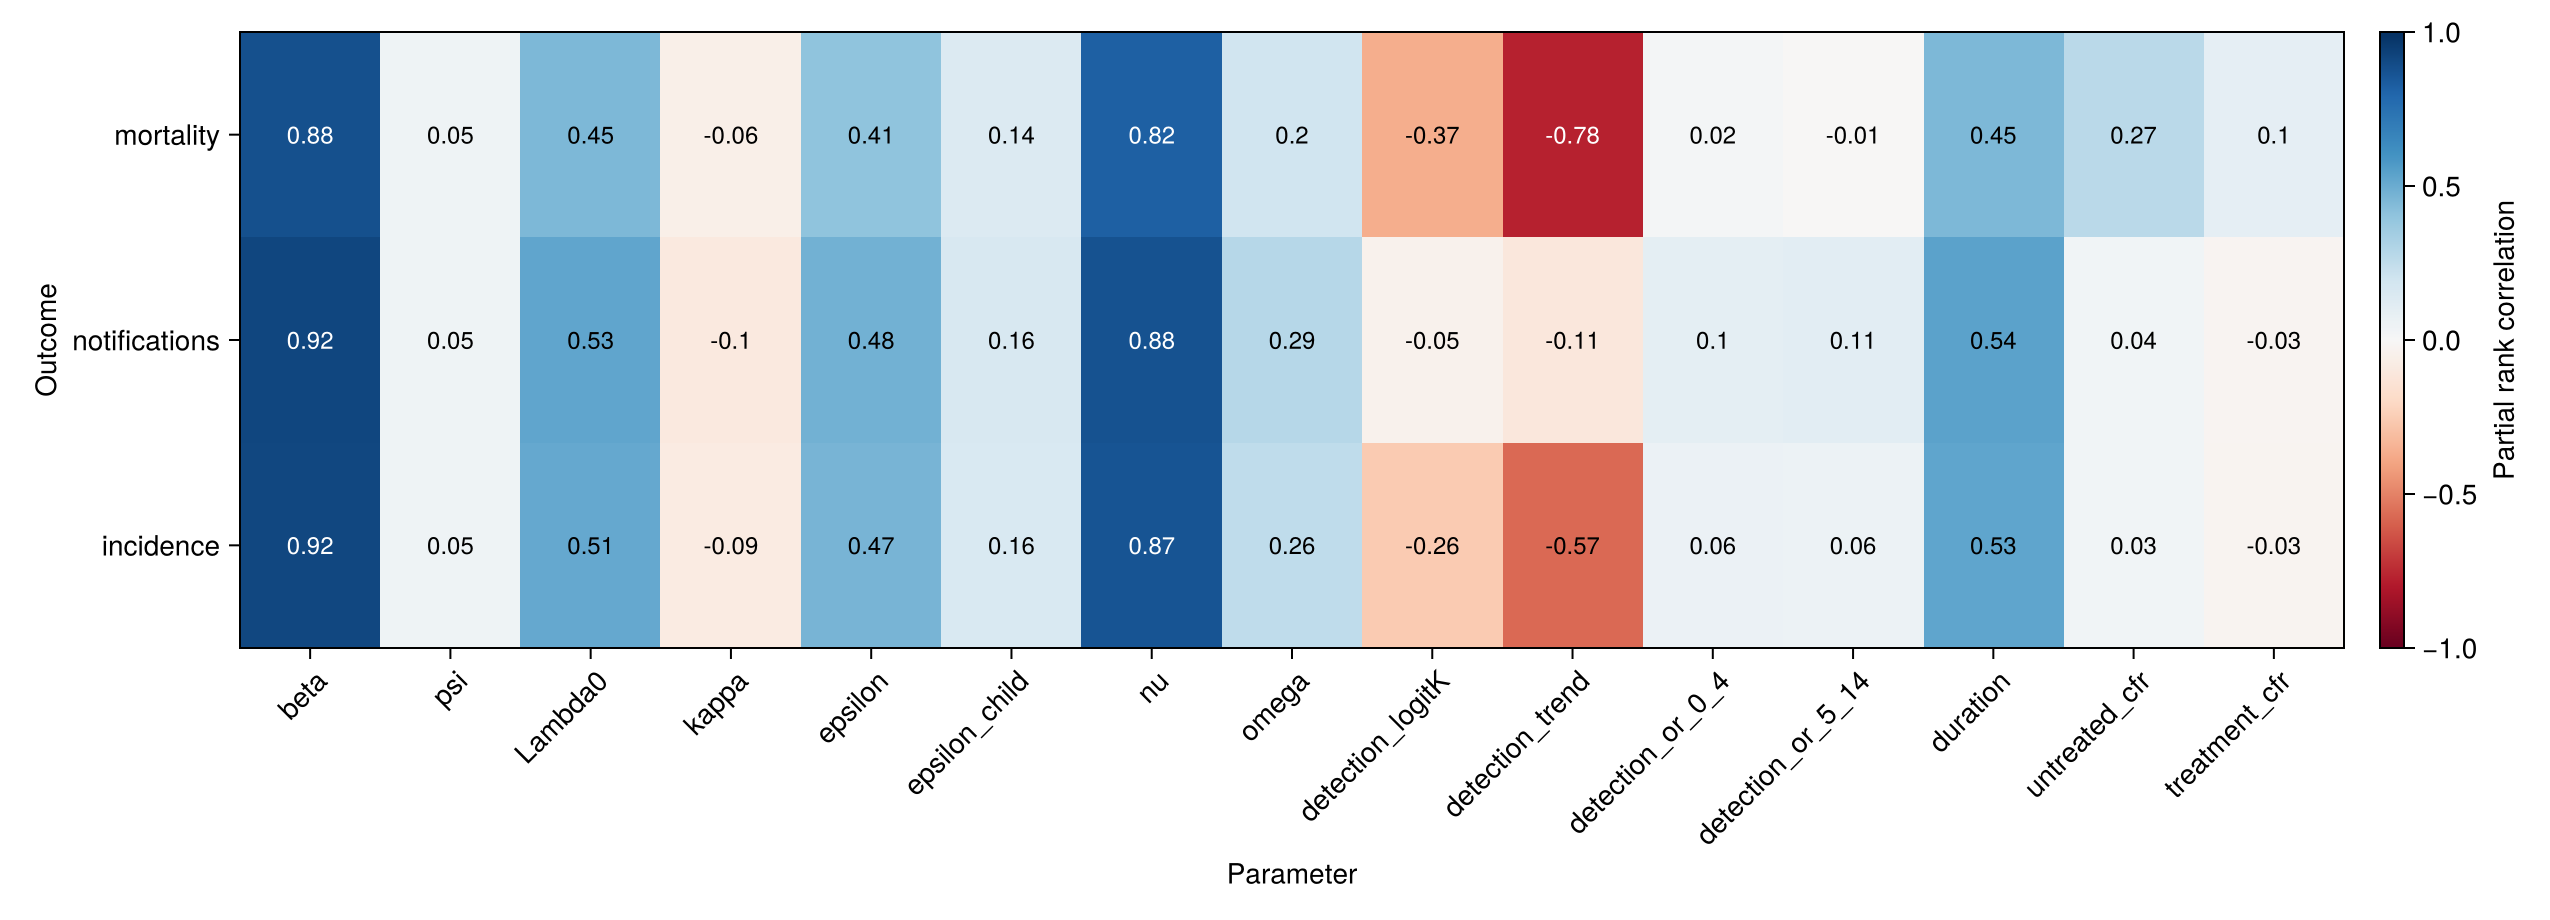 mortality 0.88 0.05 0.45 -0.06 0.41 0.14 0.82 0.2 -0.37 -0.78 0.02 -0.01 0.45 0.27 0.1
notifications 0.92 0.05 0.53 -0.1 0.48 0.16 0.88 0.29 -0.05 -0.11 0.1 0.11 0.54 0.04 -0.03
incidence 0.92 0.05 0.51 -0.09 0.47 0.16 0.87 0.26 -0.26 -0.57 0.06 0.06 0.53 0.03 -0.03
Outcome
beta
psi
Lambda0
kappa
epsilon
epsilon_child
nu
omega
detection_logitK
detection_trend
detection_or_0_4
detection_or_5_14
duration
untreated_cfr
treatment_cfr
Parameter
1.0
0.5
0.0
−0.5
−1.0
Partial rank correlation